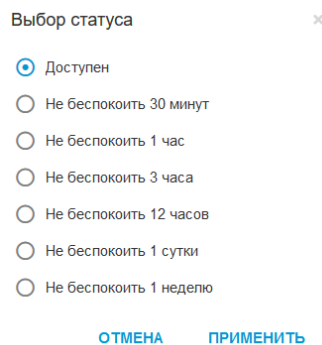 Выбор статуса
Доступен
Не беспокоить 30 минут
Не беспокоить 1 час
Не беспокоить 3 часа
Не беспокоить 12 часов
Не беспокоить 1 сутки
Не беспокоить 1 неделю
ОТМЕНА ПРИМЕНИТЬ